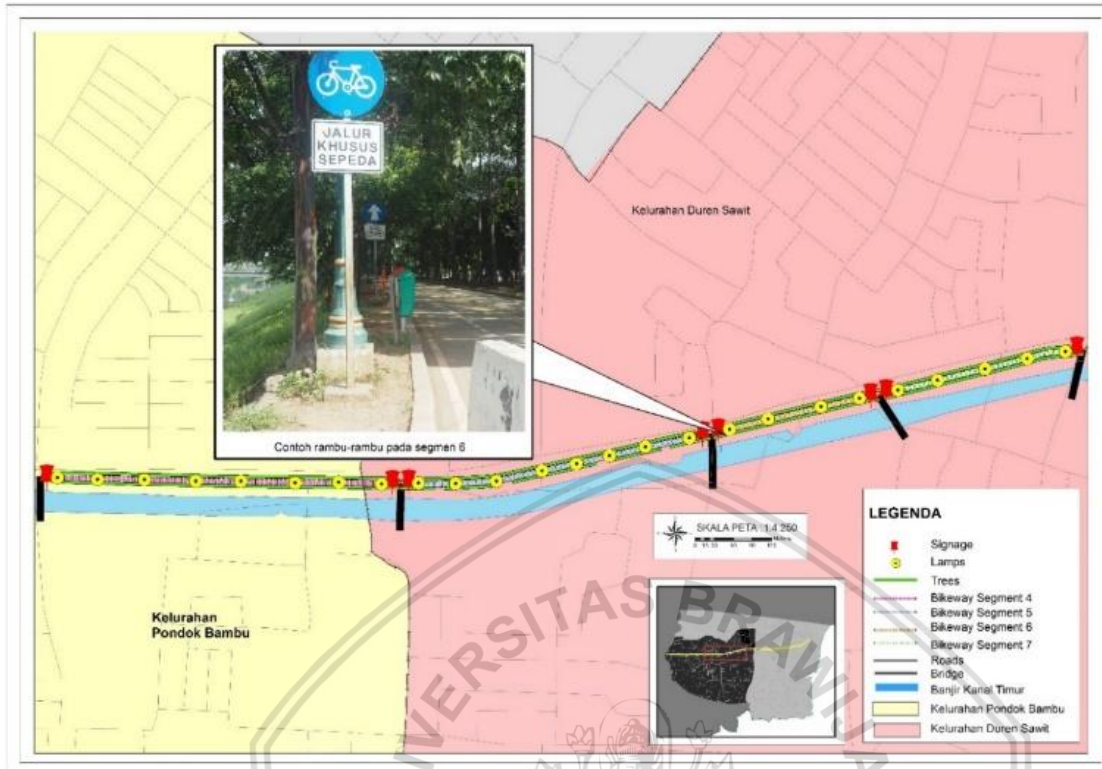 JALUR
KHUSUS
SEPEDA
Contoh rambu-rambu pada segmen 6
Kelurahan Duren Sawit
Kelurahan
Pondok Bambu
SKALA PETA 1:4.250
LEGENDA
Signage
Lamps
Trees
Bikeway Segment 4
Bikeway Segment 5
Bikeway Segment 6
Bikeway Segment 7
Roads
Bridge
Banjir Kanal Timur
Kelurahan Pondok Bambu
Kelurahan Duren Sawit
VERSITAS BRAWIJA